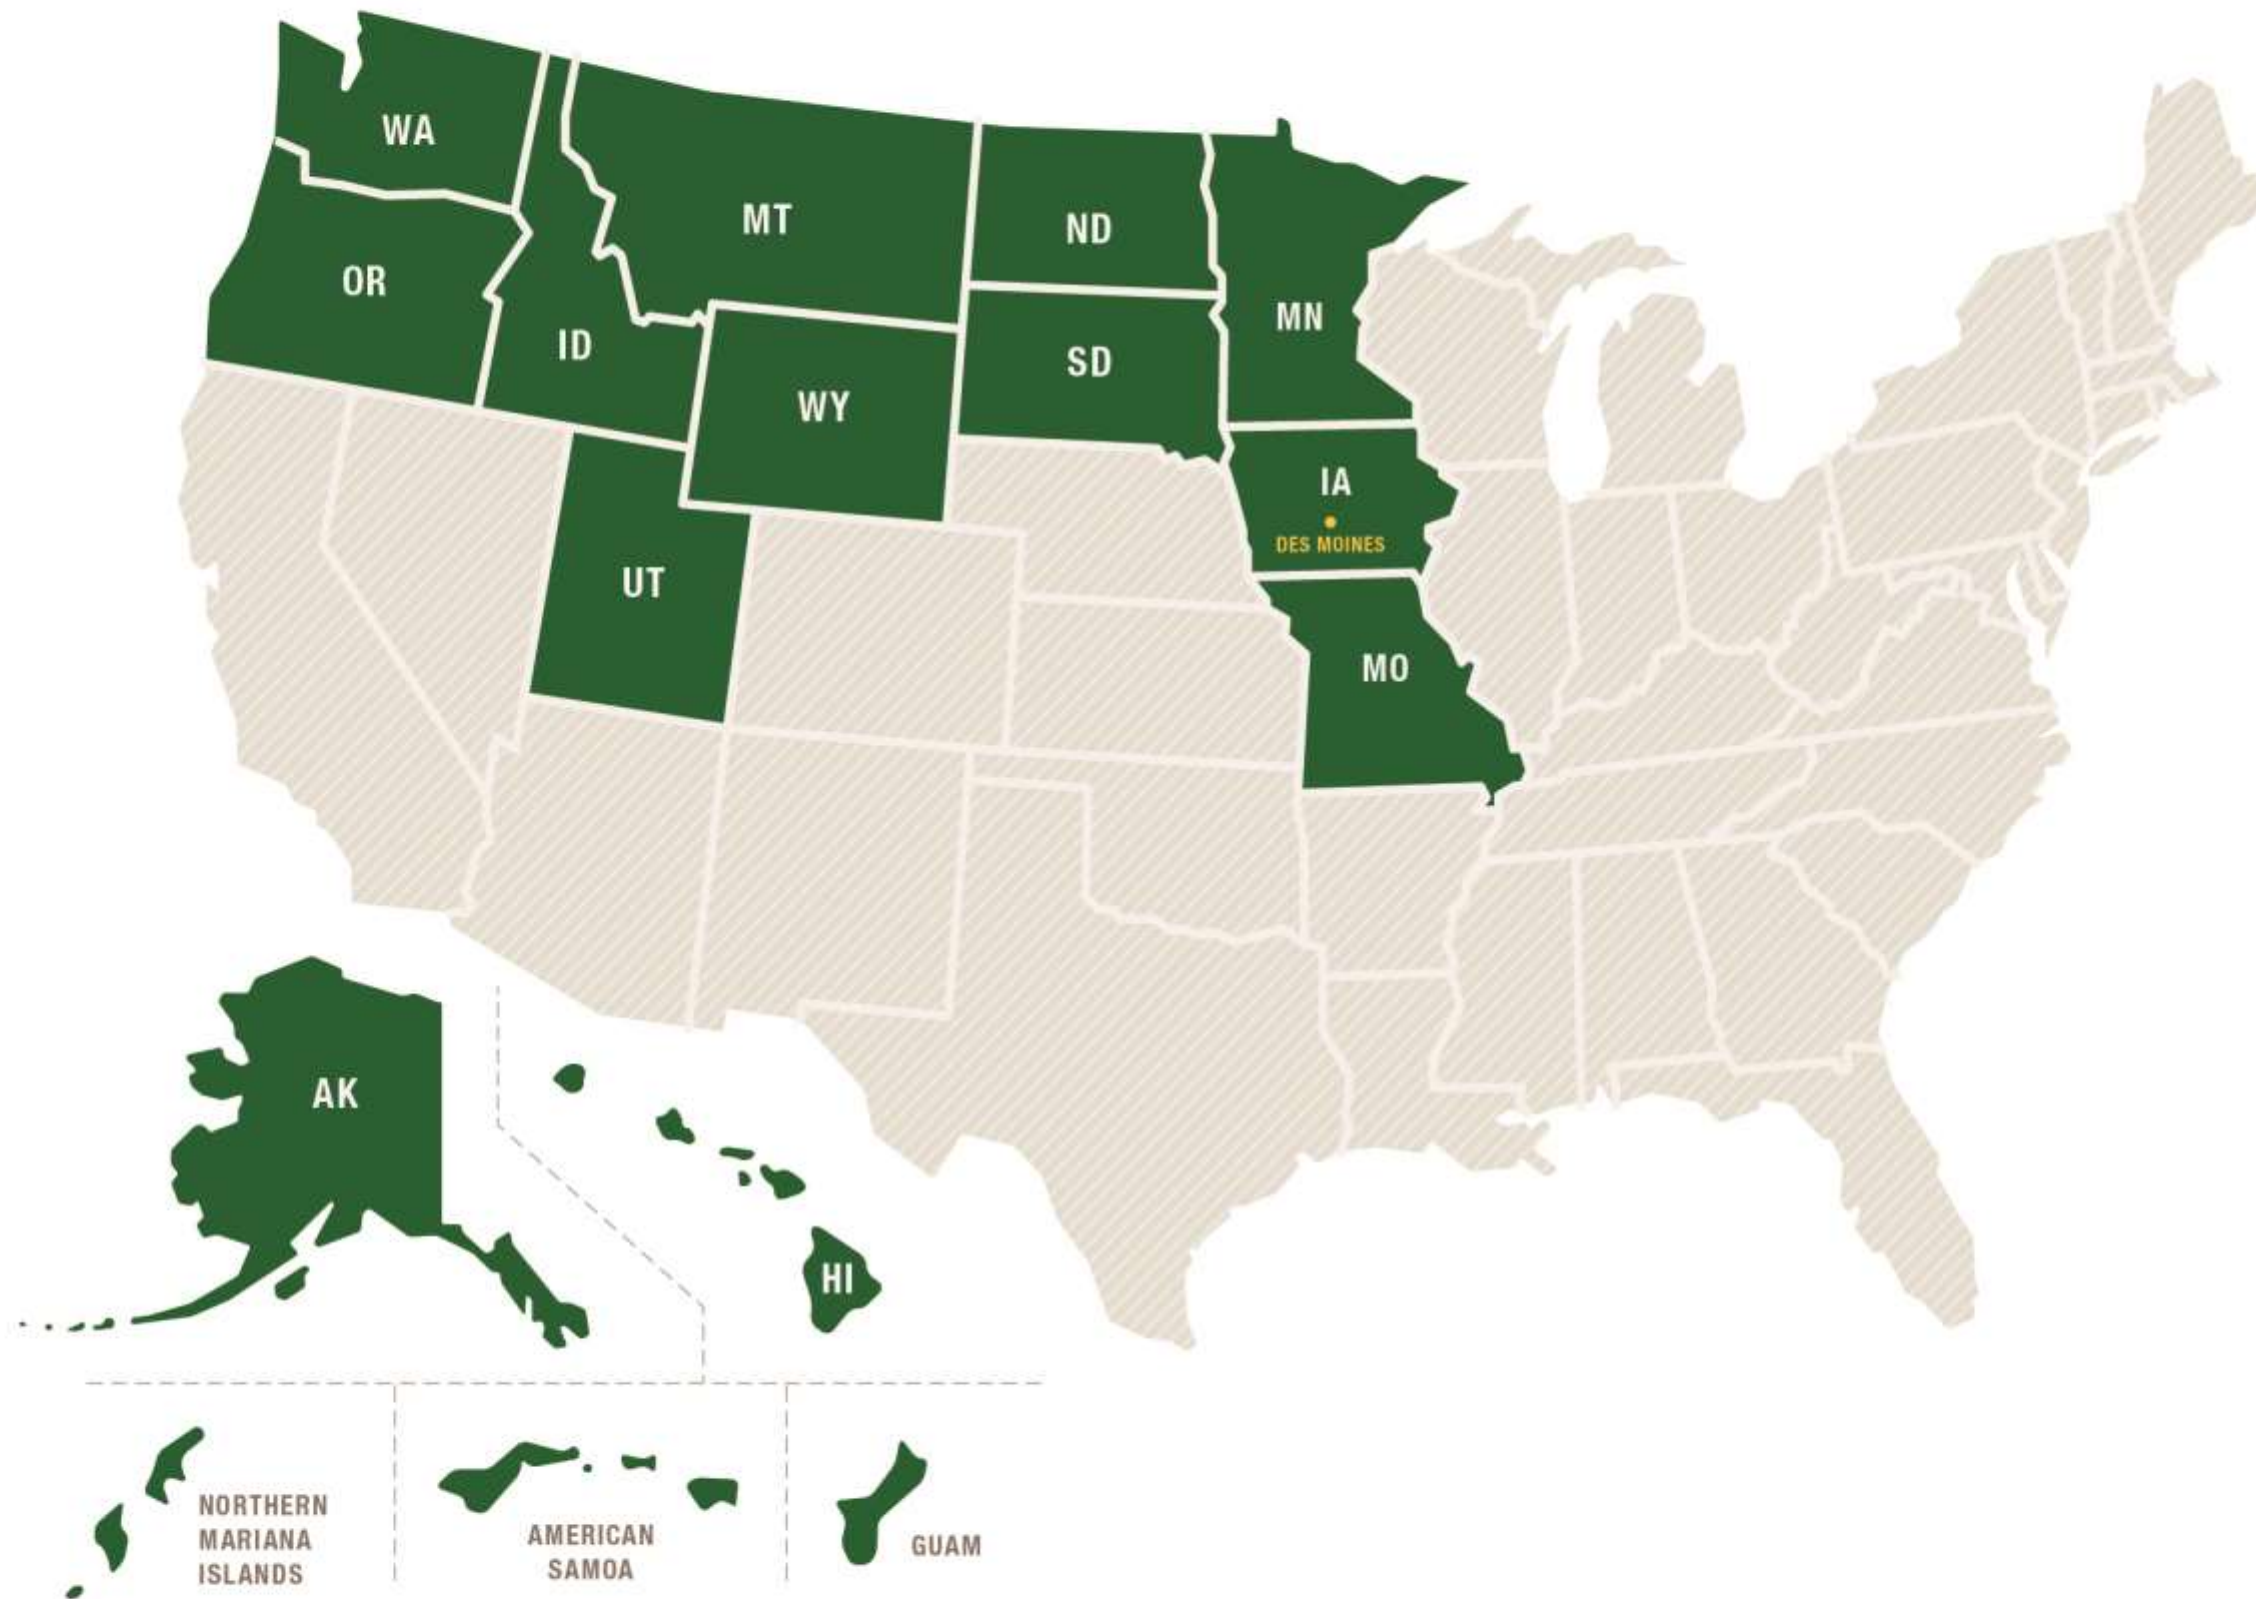 WA
MT
ND
OR
MN
ID
SD
WY
IA
DES MOINES
UT
MO
AK
HI
NORTHERN
MARIANA
ISLANDS
AMERICAN
SAMOA
GUAM